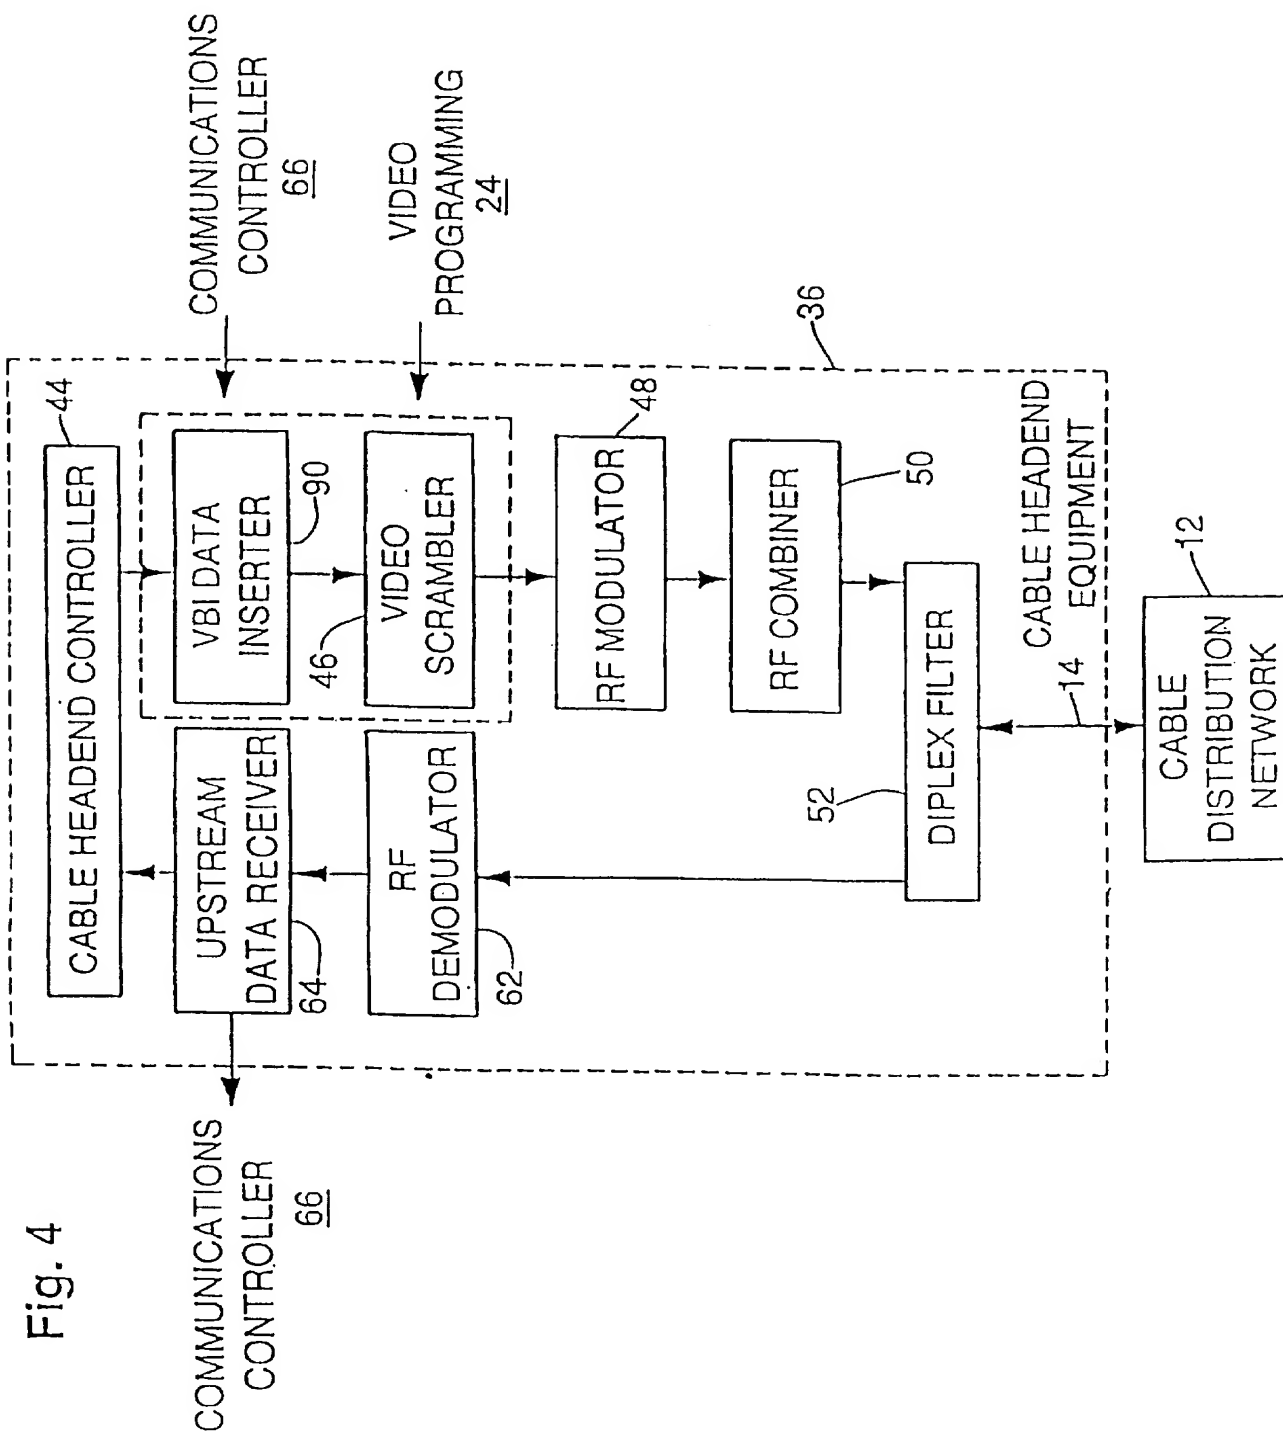 Fig. 4
COMMUNICATIONS
CONTROLLER
66
COMMUNICATIONS
CONTROLLER
66
VIDEO
PROGRAMMING
24
44
CABLE HEADEND CONTROLLER
UPSTREAM
DATA RECEIVER
64
VBI DATA
INSERTER
90
RF
DEMODULATOR
62
46
VIDEO
SCRAMBLER
RF MODULATOR
48
RF COMBINER
50
52
DIPLEX FILTER
36
CABLE HEADEND
EQUIPMENT
14
12
CABLE
DISTRIBUTION
NETWORK